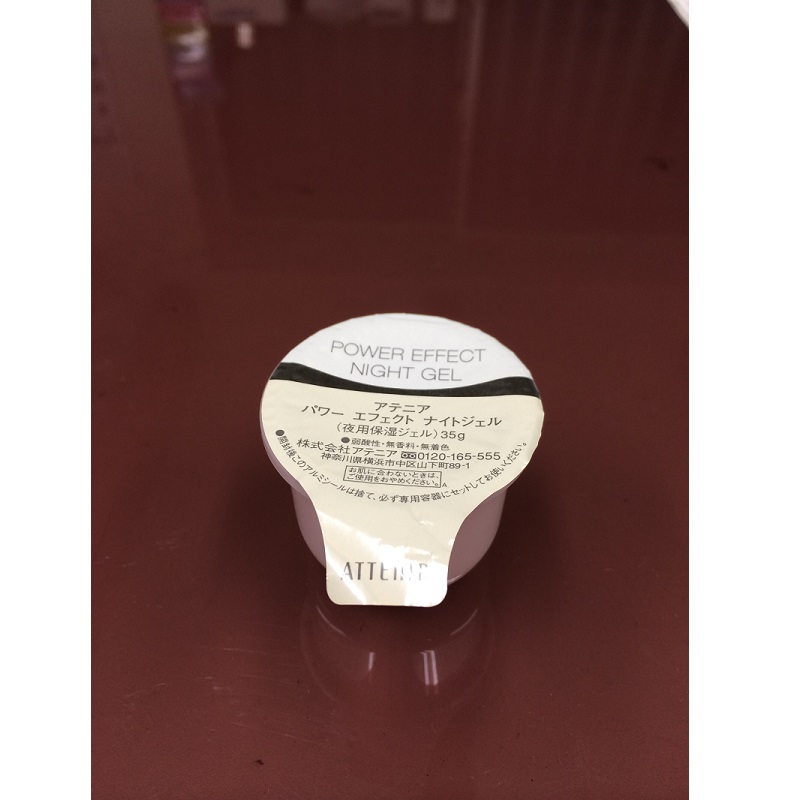 POWER EFFECT
NIGHT GEL
アテニア
パワー エフェクト ナイトジェル
(夜用保湿ジェル) 35g
●弱酸性・無香料・無着色
株式会社アテニア 0120-165-555
神奈川県横浜市中区山下町89-1
お肌に合わないときは、
ご使用をおやめください。 A
●開封後このアルミシールは捨て、必ず専用容器にセットしてお使いください。
ATTENIR